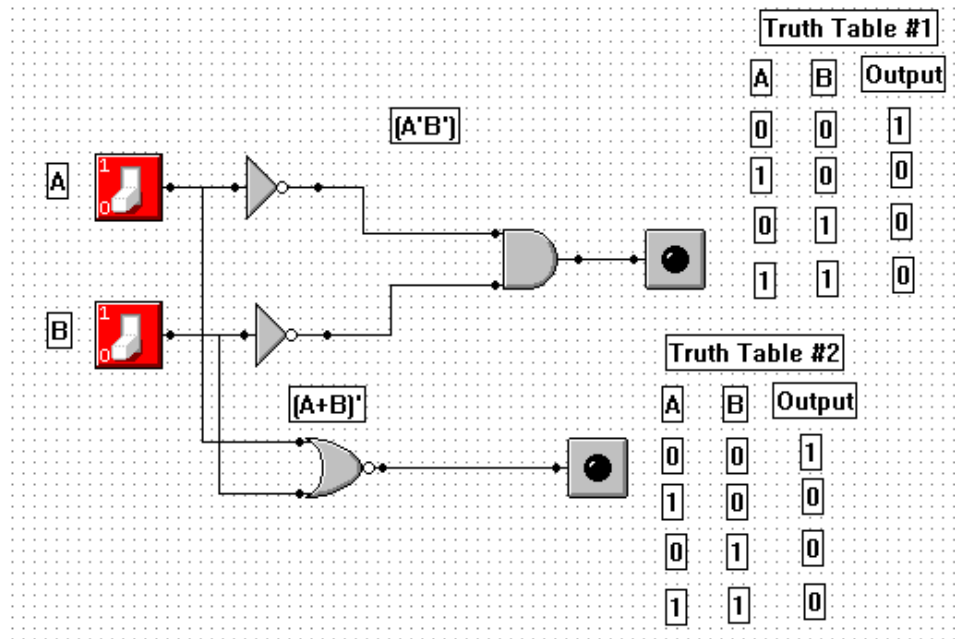 Truth Table #1
A B Output
(A'B')
0 0 1
1
A
0
1 0 0
0 1 0
1 1 0
1
B
0
Truth Table #2
(A+B)'
A B Output
0 0 1
1 0 0
0 1 0
1 1 0